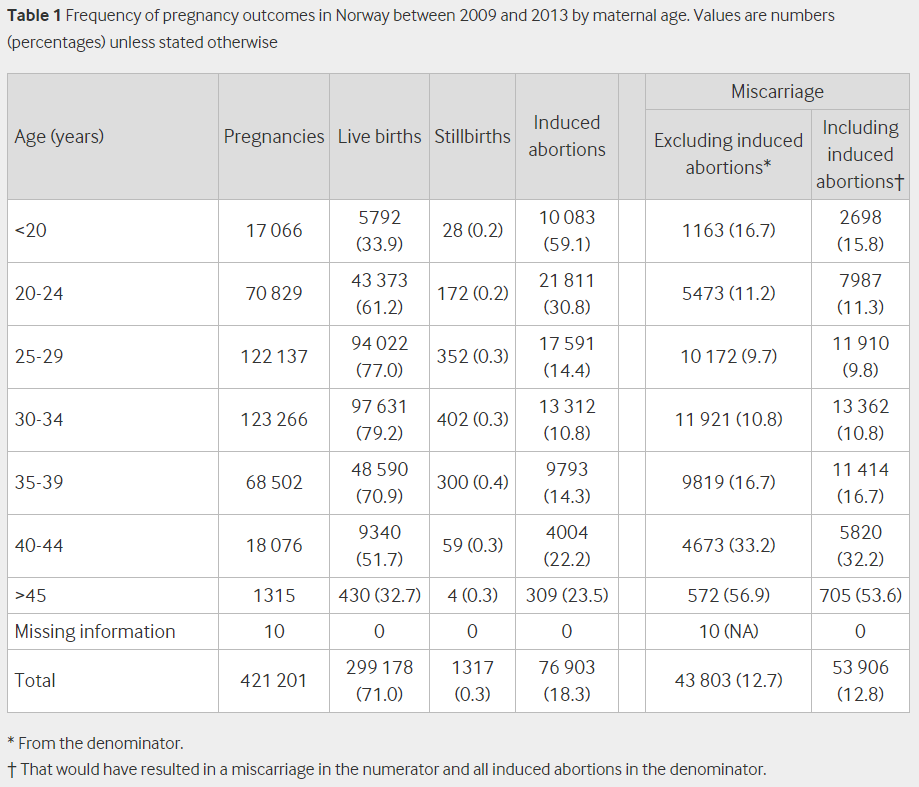 Table 1 Frequency of pregnancy outcomes in Norway between 2009 and 2013 by maternal age. Values are numbers
(percentages) unless stated otherwise
Age (years) Pregnancies Live births Stillbirths Induced abortions Miscarriage
Excluding induced abortions* Including induced abortions†
<20 17 066 5792 (33.9) 28 (0.2) 10 083 (59.1) 1163 (16.7) 2698 (15.8)
20-24 70 829 43 373 (61.2) 172 (0.2) 21 811 (30.8) 5473 (11.2) 7987 (11.3)
25-29 122 137 94 022 (77.0) 352 (0.3) 17 591 (14.4) 10 172 (9.7) 11 910 (9.8)
30-34 123 266 97 631 (79.2) 402 (0.3) 13 312 (10.8) 11 921 (10.8) 13 362 (10.8)
35-39 68 502 48 590 (70.9) 300 (0.4) 9793 (14.3) 9819 (16.7) 11 414 (16.7)
40-44 18 076 9340 (51.7) 59 (0.3) 4004 (22.2) 4673 (33.2) 5820 (32.2)
>45 1315 430 (32.7) 4 (0.3) 309 (23.5) 572 (56.9) 705 (53.6)
Missing information 10 0 0 0 10 (NA) 0
Total 421 201 299 178 (71.0) 1317 (0.3) 76 903 (18.3) 43 803 (12.7) 53 906 (12.8)
* From the denominator.
† That would have resulted in a miscarriage in the numerator and all induced abortions in the denominator.